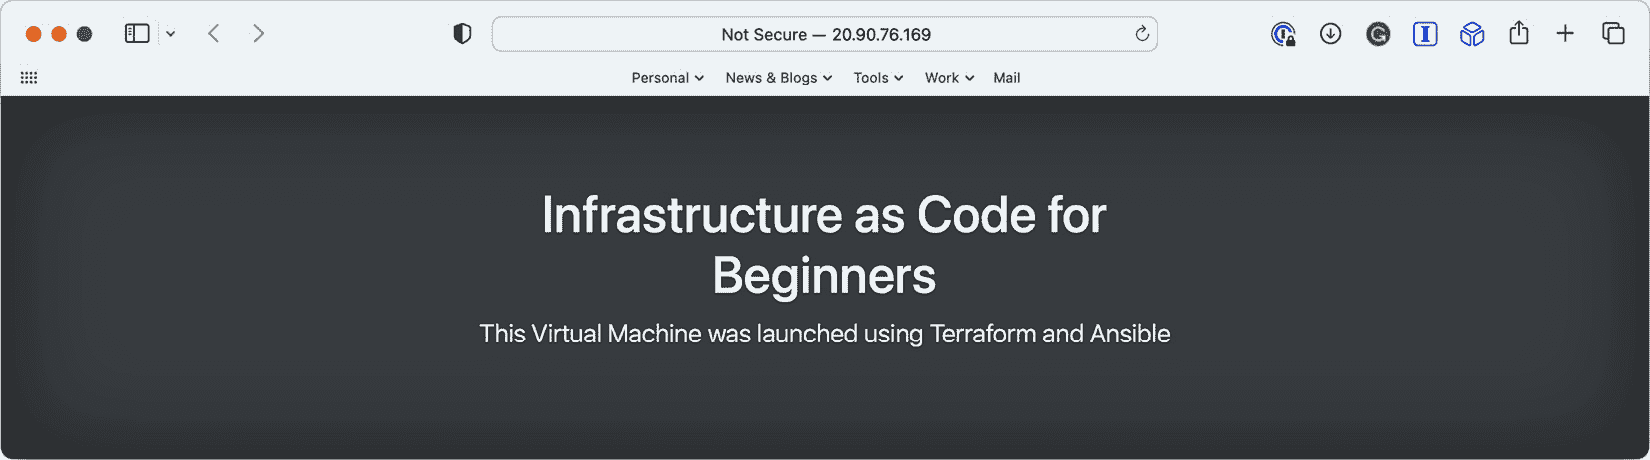 Not Secure — 20.90.76.169
Personal News & Blogs Tools Work Mail
Infrastructure as Code for
Beginners
This Virtual Machine was launched using Terraform and Ansible